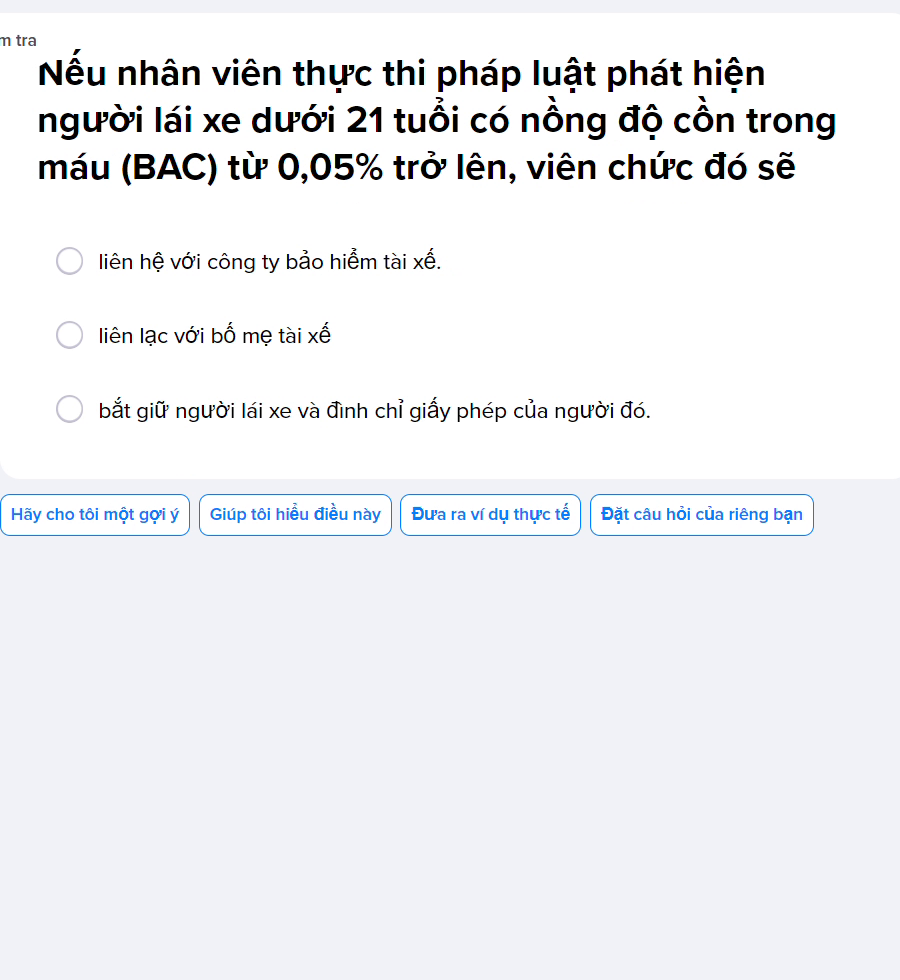 m tra
Nếu nhân viên thực thi pháp luật phát hiện
người lái xe dưới 21 tuổi có nồng độ cồn trong
máu (BAC) từ 0,05% trở lên, viên chức đó sẽ
liên hệ với công ty bảo hiểm tài xế.
liên lạc với bố mẹ tài xế
bắt giữ người lái xe và đình chỉ giấy phép của người đó.
Hãy cho tôi một gợi ý
Giúp tôi hiểu điều này
Đưa ra ví dụ thực tế
Đặt câu hỏi của riêng bạn